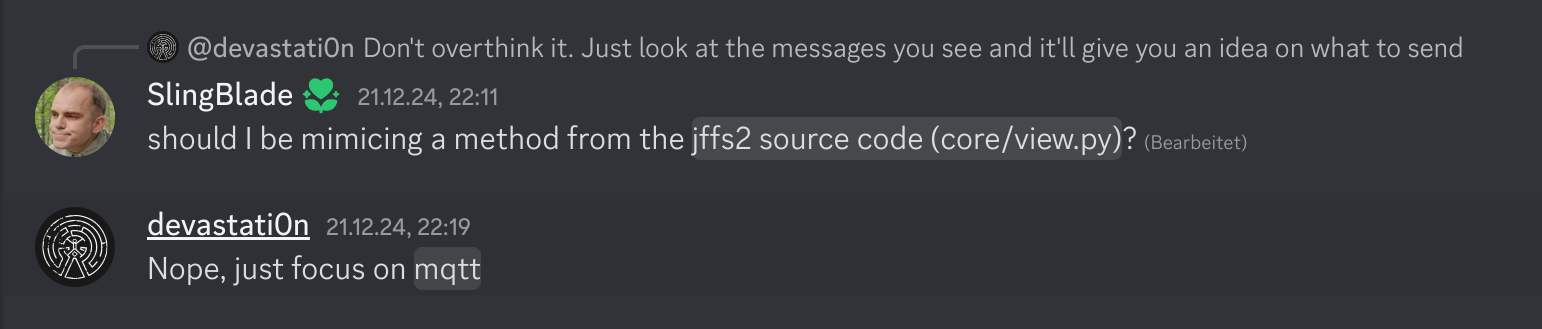 @devastati0n Don't overthink it. Just look at the messages you see and it'll give you an idea on what to send
SlingBlade 21.12.24, 22:11
should I be mimicing a method from the jffs2 source code (core/view.py)? (Bearbeitet)
devastati0n 21.12.24, 22:19
Nope, just focus on mqtt